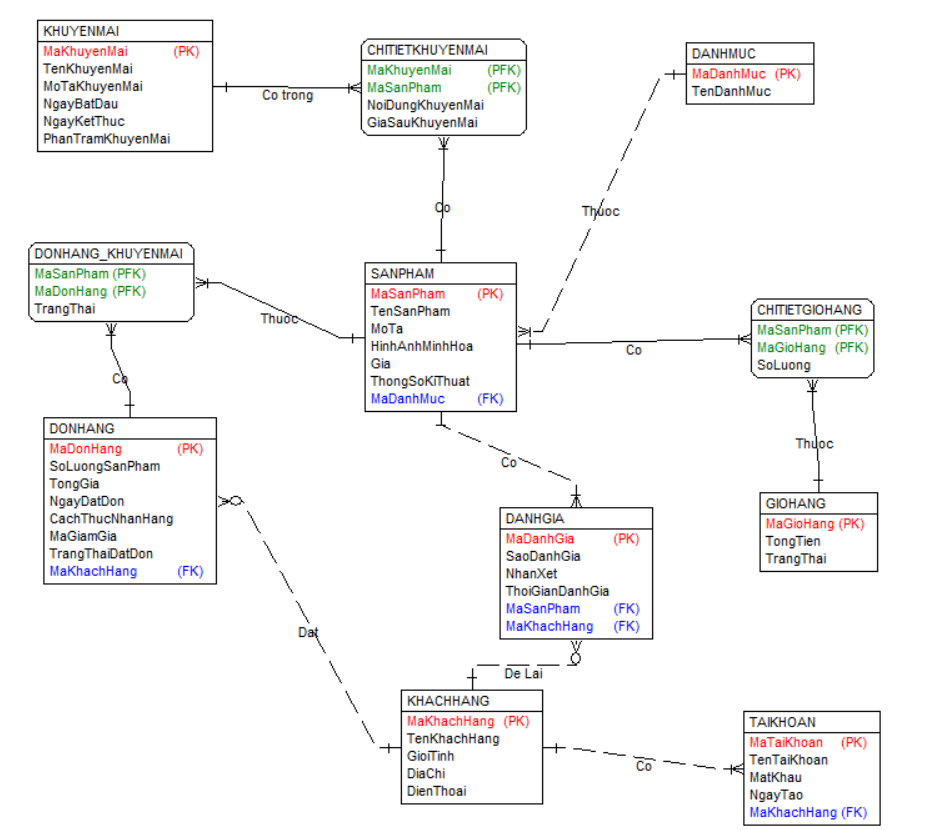 KHUYENMAI
MaKhuyenMai (PK)
TenKhuyenMai
MoTaKhuyenMai
NgayBatDau
NgayKetThuc
PhanTramKhuyenMai
Co trong
CHITIETKHUYENMAI
MaKhuyenMai (PFK)
MaSanPham (PFK)
NoiDungKhuyenMai
GiaSauKhuyenMai
DANHMUC
MaDanhMuc (PK)
TenDanhMuc
Co
Thuoc
DONHANG_KHUYENMAI
MaSanPham (PFK)
MaDonHang (PFK)
TrangThai
Thuoc
SANPHAM
MaSanPham (PK)
TenSanPham
MoTa
HinhAnhMinhHoa
Gia
ThongSoKiThuat
MaDanhMuc (FK)
Co
CHITIETGIOHANG
MaSanPham (PFK)
MaGioHang (PFK)
SoLuong
Co
Thuoc
DONHANG
MaDonHang (PK)
SoLuongSanPham
TongGia
NgayDatDon
CachThucNhanHang
MaGiamGia
TrangThaiDatDon
MaKhachHang (FK)
Co
GIOHANG
MaGioHang (PK)
TongTien
TrangThai
DANHGIA
MaDanhGia (PK)
SaoDanhGia
NhanXet
ThoiGianDanhGia
MaSanPham (FK)
MaKhachHang (FK)
Dat
De Lai
KHACHHANG
MaKhachHang (PK)
TenKhachHang
GioiTinh
DiaChi
DienThoai
Co
TAIKHOAN
MaTaiKhoan (PK)
TenTaiKhoan
MatKhau
NgayTao
MaKhachHang (FK)